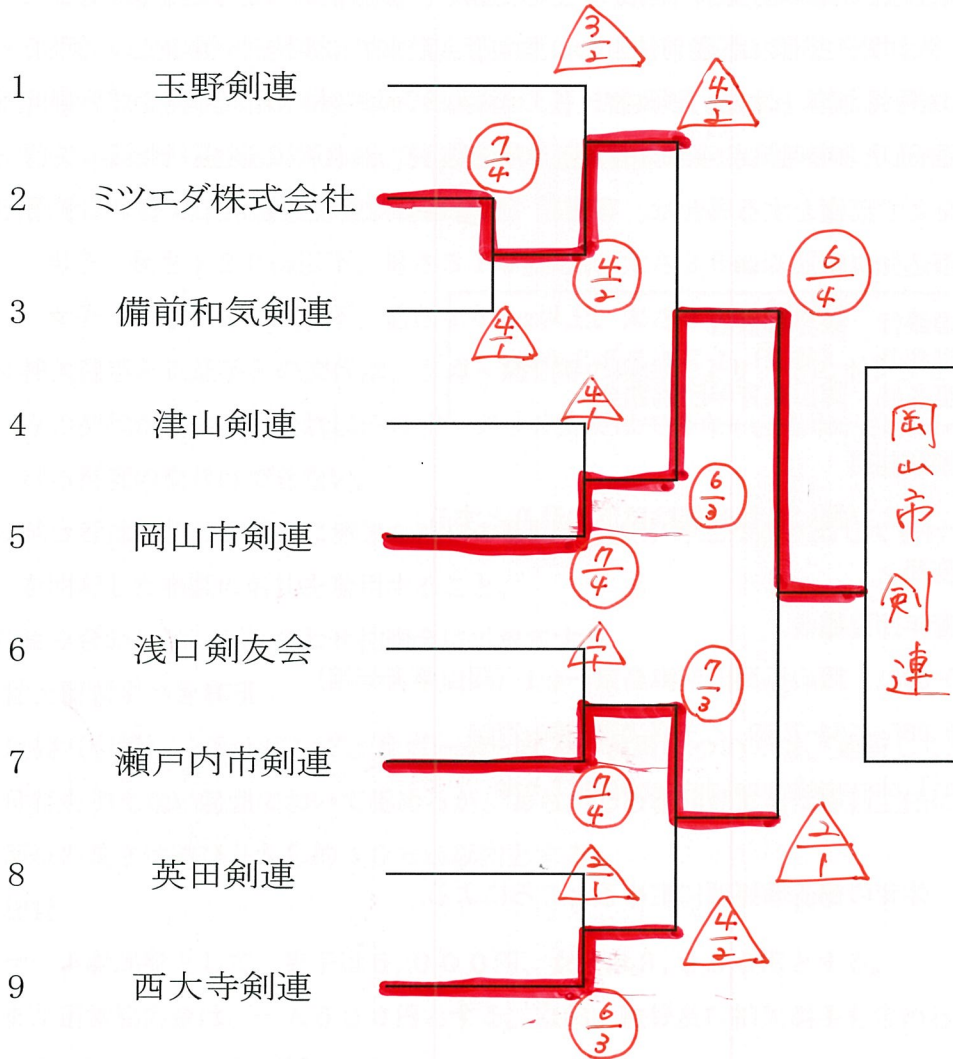 3/2
4/2
1 玉野剣連
7/4
2 ミツエダ株式会社
4/2
6/4
3 備前和気剣連
4/1
4/1
4 津山剣連
6/3
5 岡山市剣連
7/4
岡山市剣連
1/1
6 浅口剣友会
7/3
7 瀬戸内市剣連
7/4
2/1
2/1
8 英田剣連
4/2
9 西大寺剣連
6/3